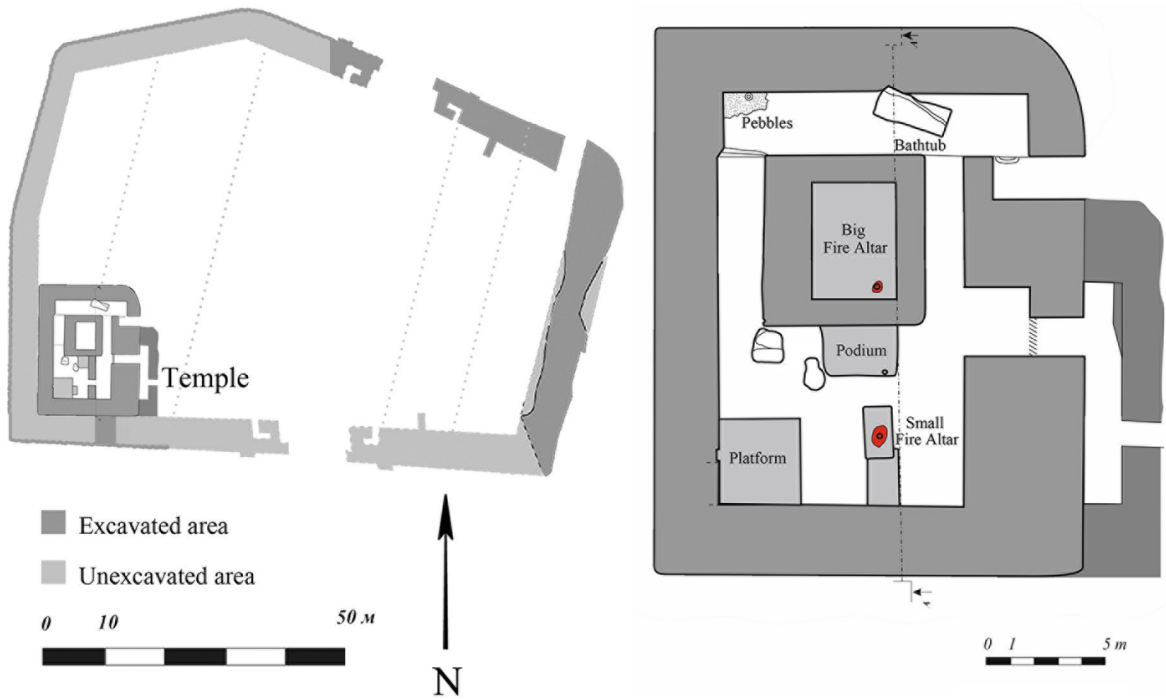 Temple
Excavated area
Unexcavated area
0 10 50 м
N
Pebbles
Bathtub
Big
Fire Altar
Podium
Small
Fire Altar
Platform
0 1 5 m